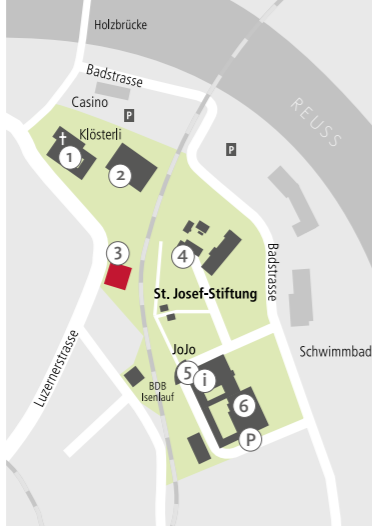 Holzbrücke
Badstrasse
Casino
P
REUSS
Klösterli
P
1
2
3
4
Badstrasse
St. Josef-Stiftung
Luzernerstrasse
JoJo
Schwimmbad
5
i
BDB
Isenlauf
6
P